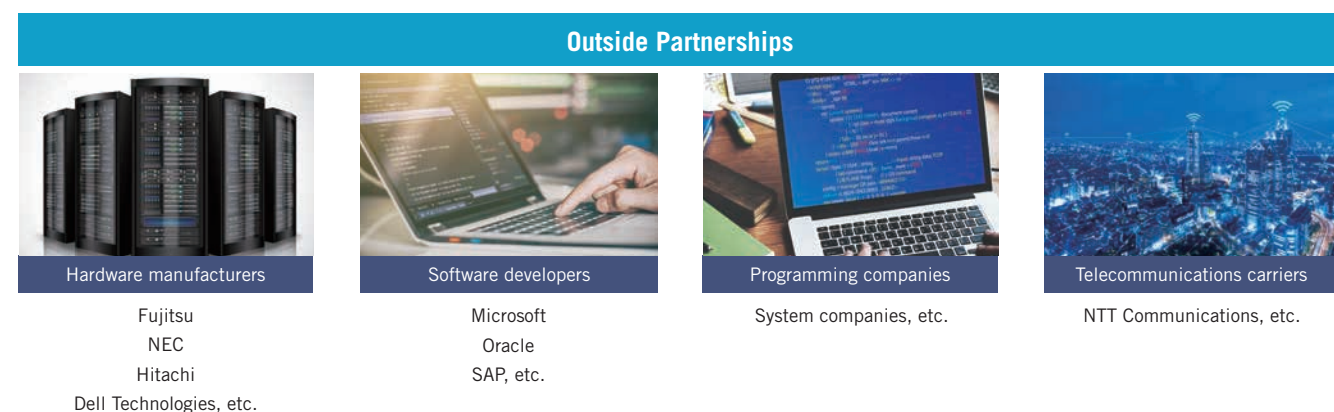 Outside Partnerships
Hardware manufacturers
Fujitsu
NEC
Hitachi
Dell Technologies, etc.
Software developers
Microsoft
Oracle
SAP, etc.
Programming companies
System companies, etc.
Telecommunications carriers
NTT Communications, etc.